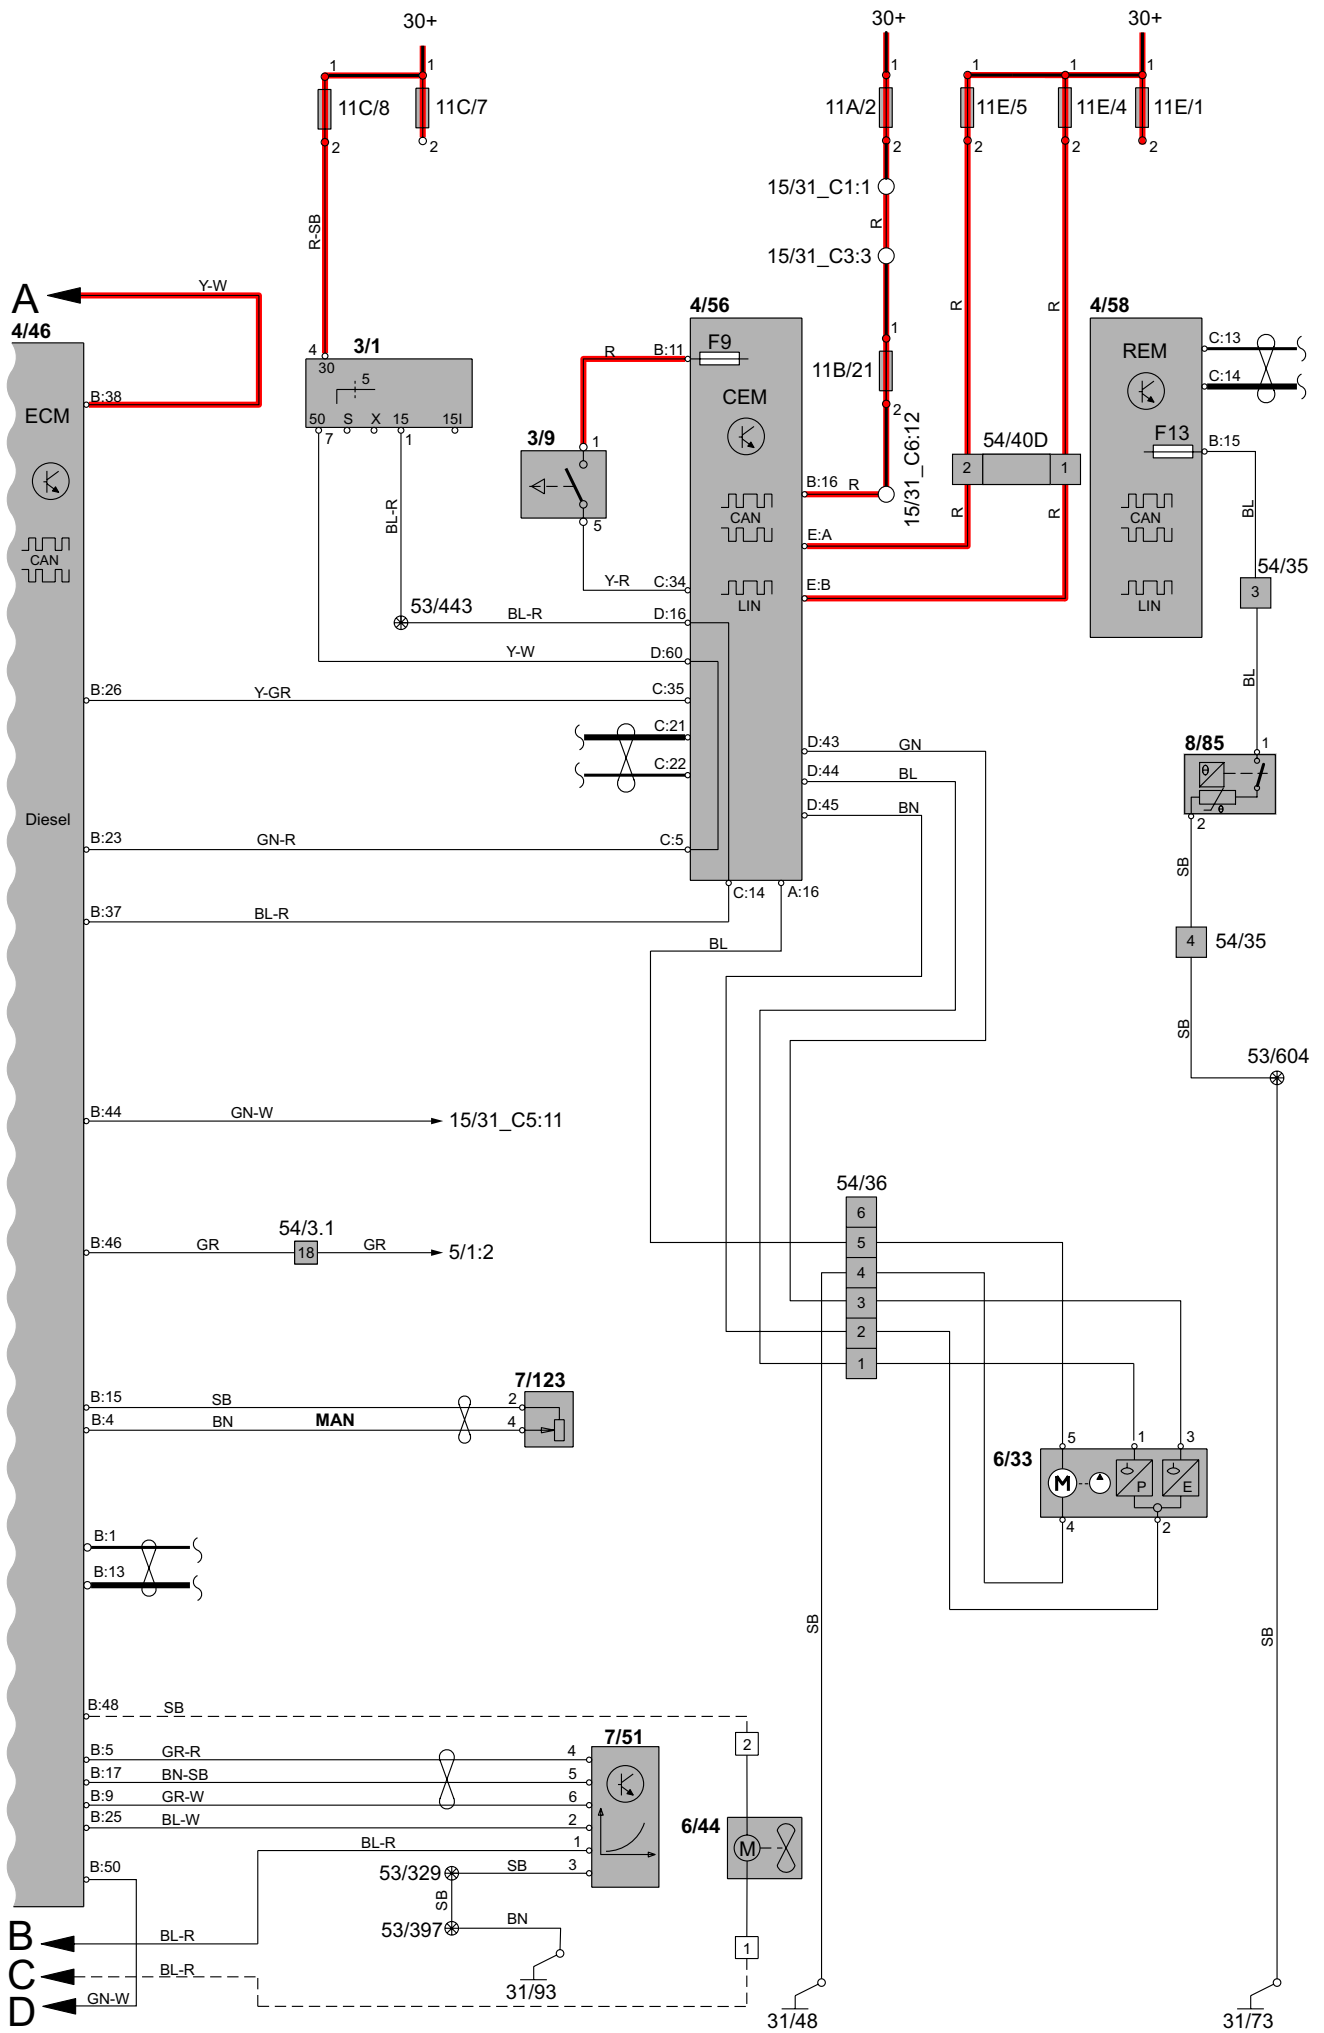 30+ 30+ 30+
1 1 1 1 1 1
11C/8 11C/7 11A/2 11E/5 11E/4 11E/1
2 2 2 2 2 2
15/31_C1:1
R-SB R
15/31_C3:3
A Y-W R R
4/46 4/56 4/58
4 3/1 R B:11 F9 1 REM C:13
30 5 11B/21 C:14
B:38 CEM 2
ECM 50 S X 15 15I F13 B:15
7 1 3/9 1 54/40D
15/31_C6:12
2 1
B:16 R
BL-R CAN R R CAN BL
5 E:A
CAN
Y-R C:34 E:B 54/35
LIN LIN 3
53/443 BL-R D:16
Y-W D:60
B:26 Y-GR C:35 BL
C:21
D:43 GN 8/85 1
C:22
D:44 BL θ
D:45 BN θ
Diesel 2
B:23 GN-R C:5
SB
C:14 A:16
B:37 BL-R
BL 4 54/35
SB
53/604
B:44 GN-W 15/31_C5:11
54/36
6
54/3.1
B:46 GR 18 GR 5/1:2 5
4
3
2
1
7/123
B:15 SB 2
B:4 BN MAN 4
5 1 3
6/33 M P E
4 2
B:1
B:13
SB SB
B:48 SB
7/51 2
B:5 GR-R 4
B:17 BN-SB 5
B:9 GR-W 6
B:25 BL-W 2 6/44 M
BL-R 1
B:50 53/329 SB 3
SB
53/397 BN
B BL-R 1
C BL-R
31/93
D GN-W
31/48 31/73